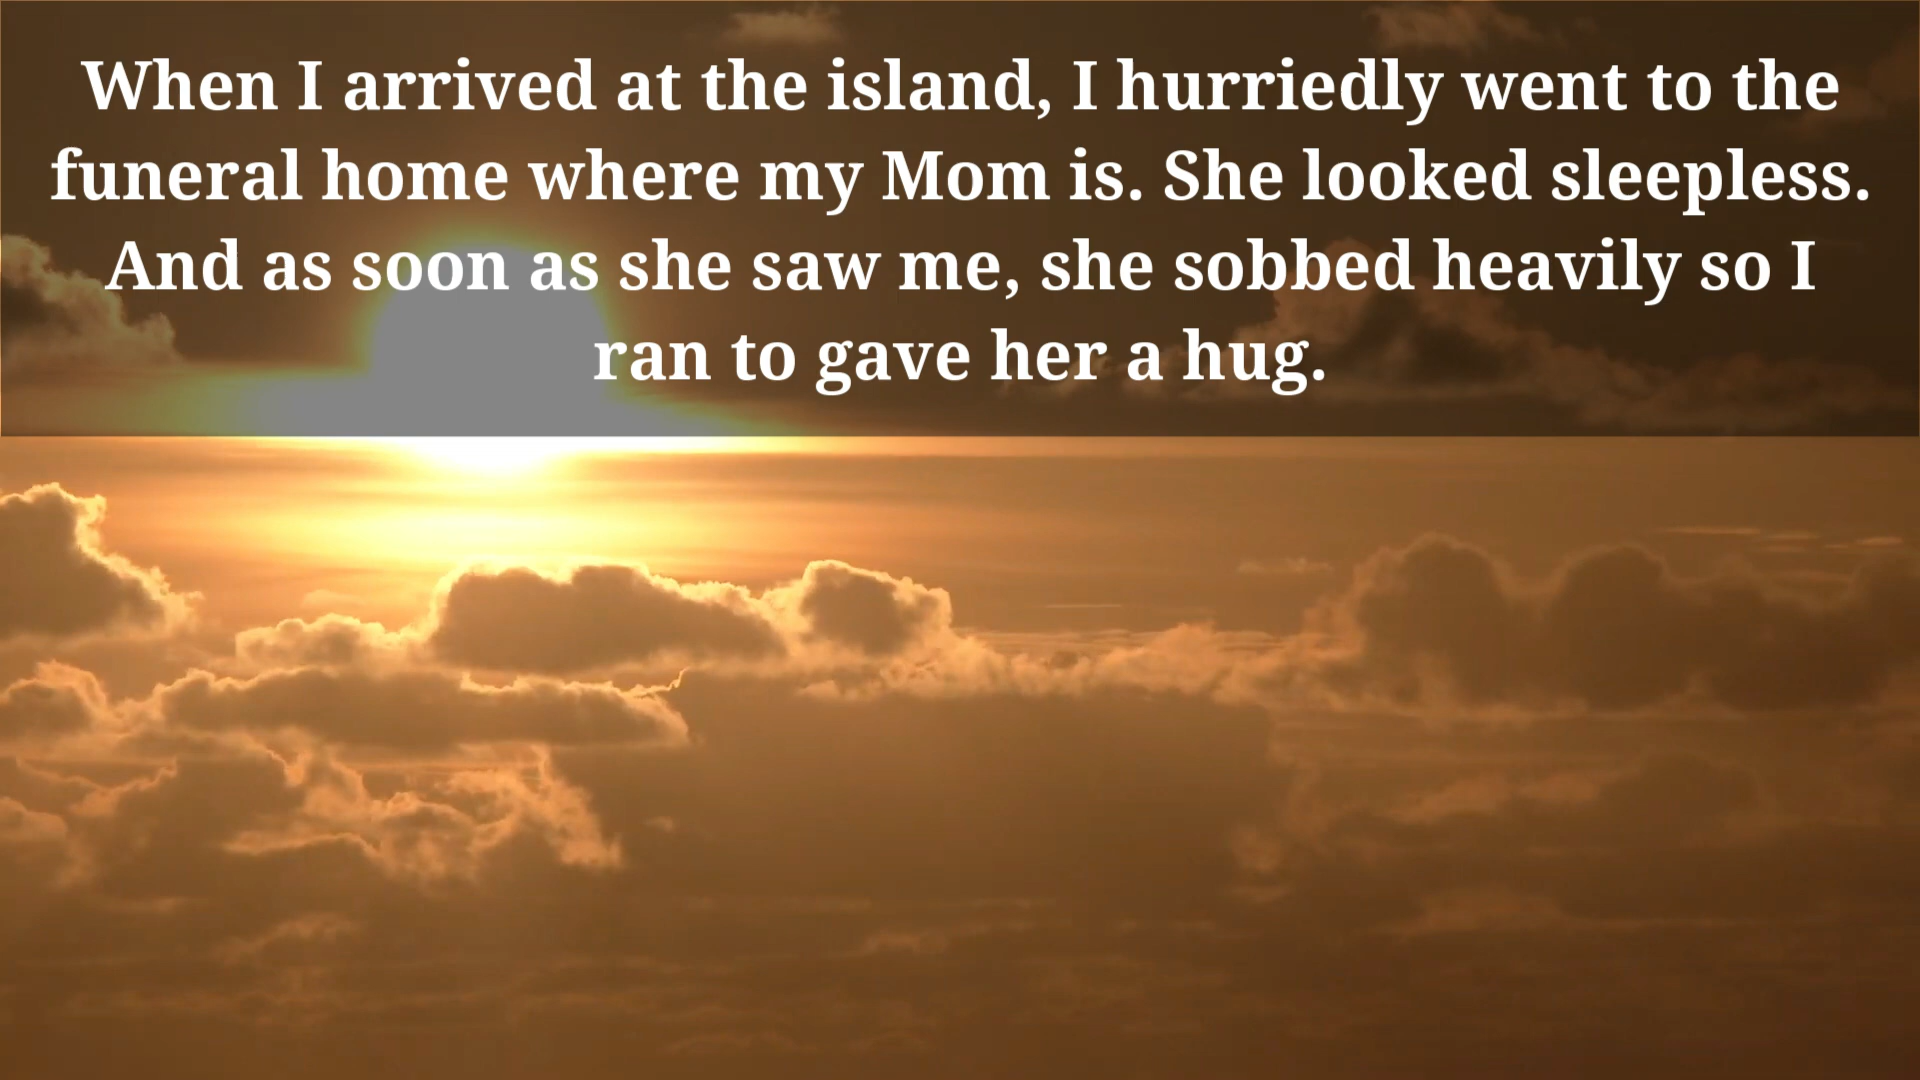 When I arrived at the island, I hurriedly went to the
funeral home where my Mom is. She looked sleepless.
And as soon as she saw me, she sobbed heavily so I
ran to gave her a hug.